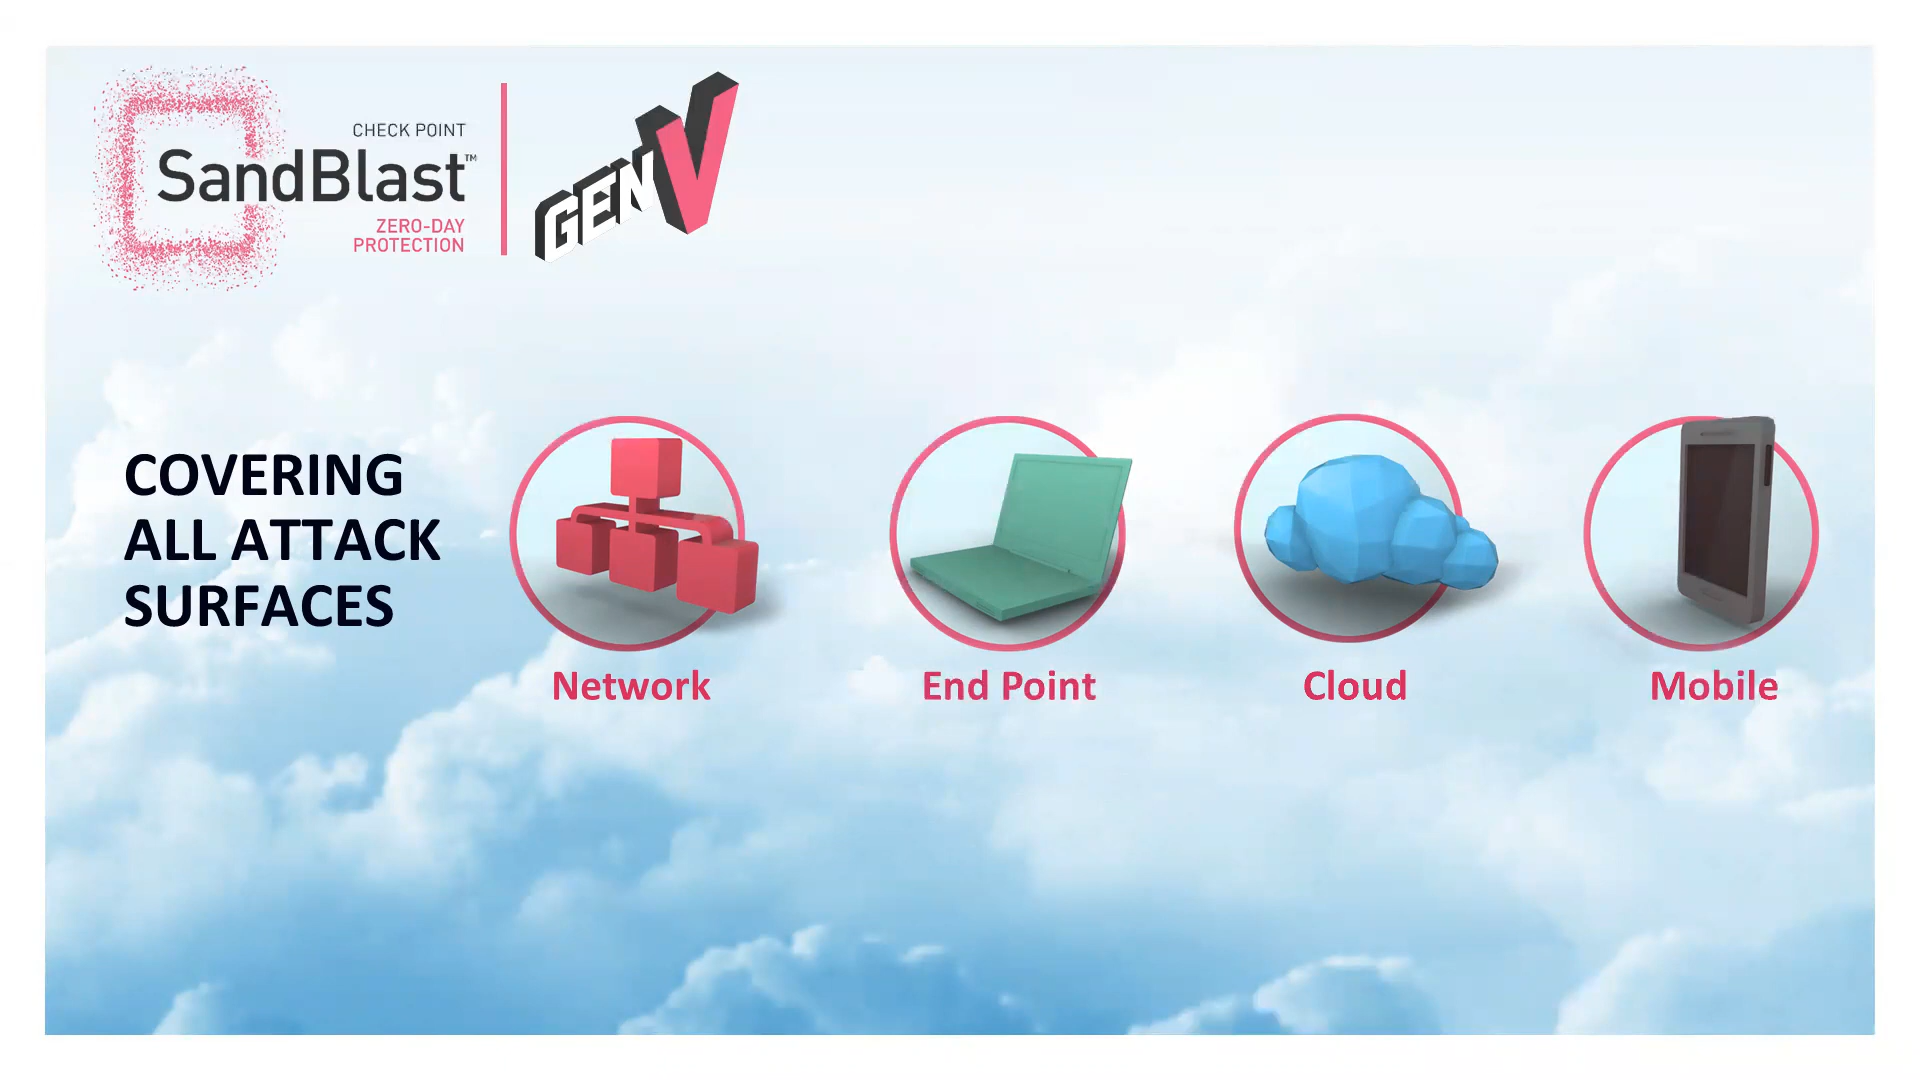 CHECK POINT
SandBlast™
ZERO-DAY
PROTECTION
GEN V
COVERING
ALL ATTACK
SURFACES
Network
End Point
Cloud
Mobile